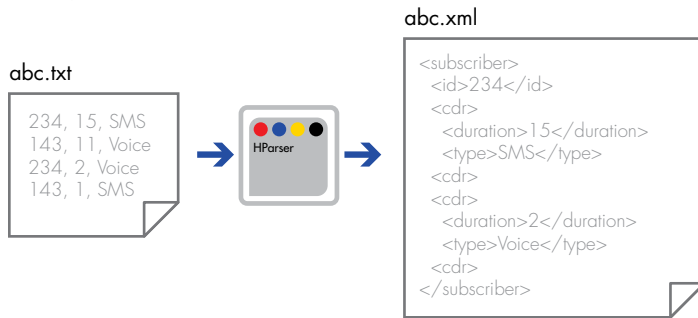 abc.txt
234, 15, SMS
143, 11, Voice
234, 2, Voice
143, 1, SMS
HParser
abc.xml
<subscriber>
<id>234</id>
<cdr>
<duration>15</duration>
<type>SMS</type>
<cdr>
<cdr>
<duration>2</duration>
<type>Voice</type>
<cdr>
</subscriber>